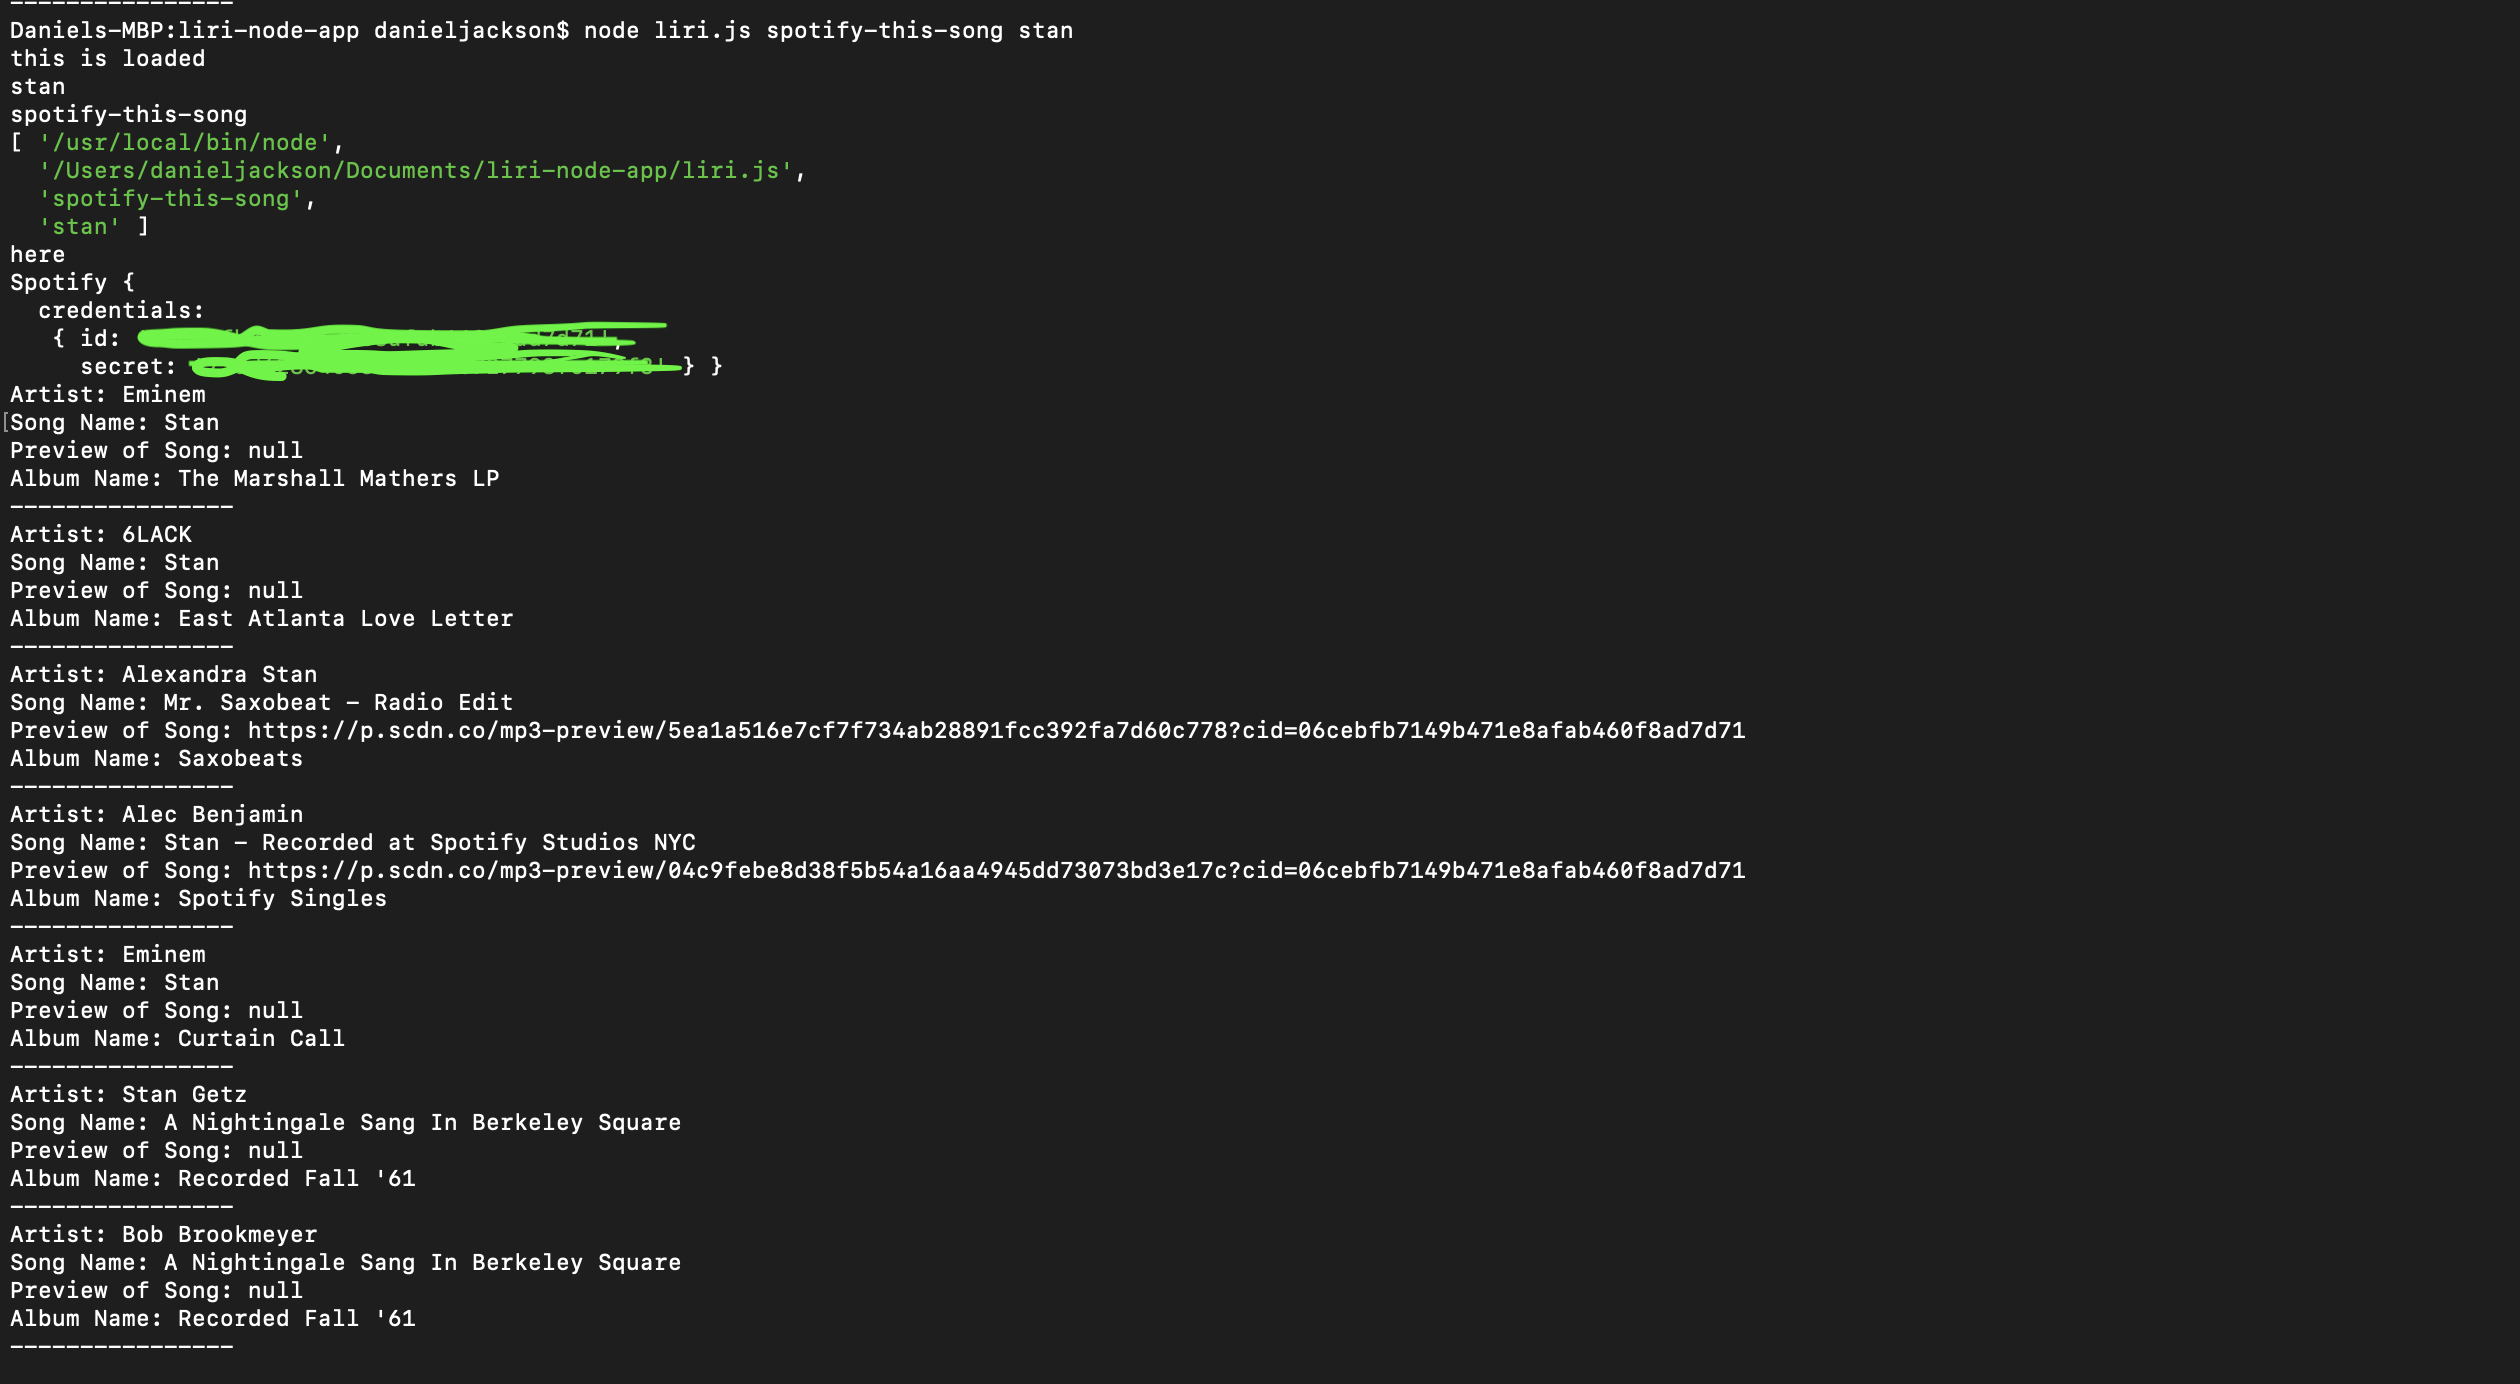 ----------------
Daniels-MBP:liri-node-app danieljackson$ node liri.js spotify-this-song stan
this is loaded
stan
spotify-this-song
[ '/usr/local/bin/node',
  '/Users/danieljackson/Documents/liri-node-app/liri.js',
  'spotify-this-song',
  'stan' ]
here
Spotify {
  credentials:
   { id:
     secret: } }
Artist: Eminem
[Song Name: Stan
Preview of Song: null
Album Name: The Marshall Mathers LP
----------------
Artist: 6LACK
Song Name: Stan
Preview of Song: null
Album Name: East Atlanta Love Letter
----------------
Artist: Alexandra Stan
Song Name: Mr. Saxobeat - Radio Edit
Preview of Song: https://p.scdn.co/mp3-preview/5ea1a516e7cf7f734ab28891fcc392fa7d60c778?cid=06cebfb7149b471e8afab460f8ad7d71
Album Name: Saxobeats
----------------
Artist: Alec Benjamin
Song Name: Stan - Recorded at Spotify Studios NYC
Preview of Song: https://p.scdn.co/mp3-preview/04c9febe8d38f5b54a16aa4945dd73073bd3e17c?cid=06cebfb7149b471e8afab460f8ad7d71
Album Name: Spotify Singles
----------------
Artist: Eminem
Song Name: Stan
Preview of Song: null
Album Name: Curtain Call
----------------
Artist: Stan Getz
Song Name: A Nightingale Sang In Berkeley Square
Preview of Song: null
Album Name: Recorded Fall '61
----------------
Artist: Bob Brookmeyer
Song Name: A Nightingale Sang In Berkeley Square
Preview of Song: null
Album Name: Recorded Fall '61
----------------